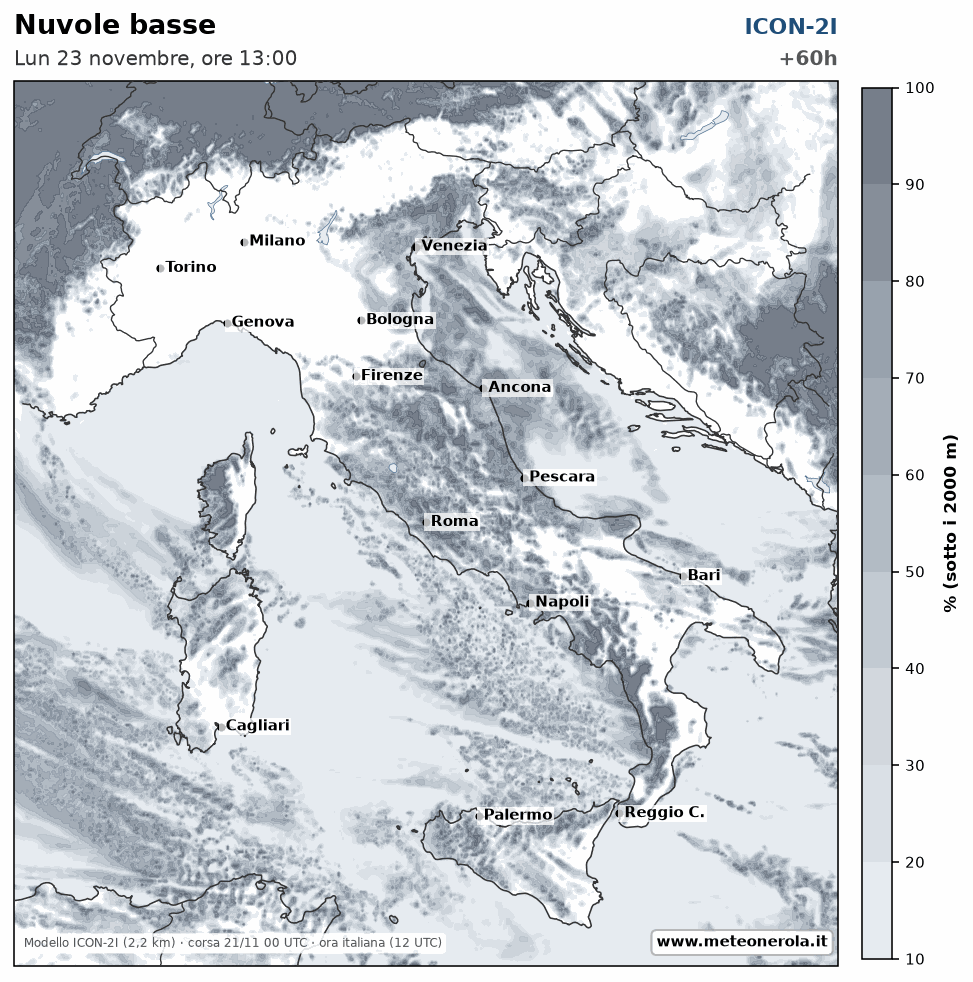 Nuvole basse
ICON-2I
Lun 23 novembre, ore 13:00
+60h
100
90
80
70
60
50
40
30
20
10
% (sotto i 2000 m)
Milano
Venezia
Torino
Genova
Bologna
Firenze
Ancona
Pescara
Roma
Bari
Napoli
Cagliari
Palermo
Reggio C.
Modello ICON-2I (2,2 km) · corsa 21/11 00 UTC · ora italiana (12 UTC)
www.meteonerola.it